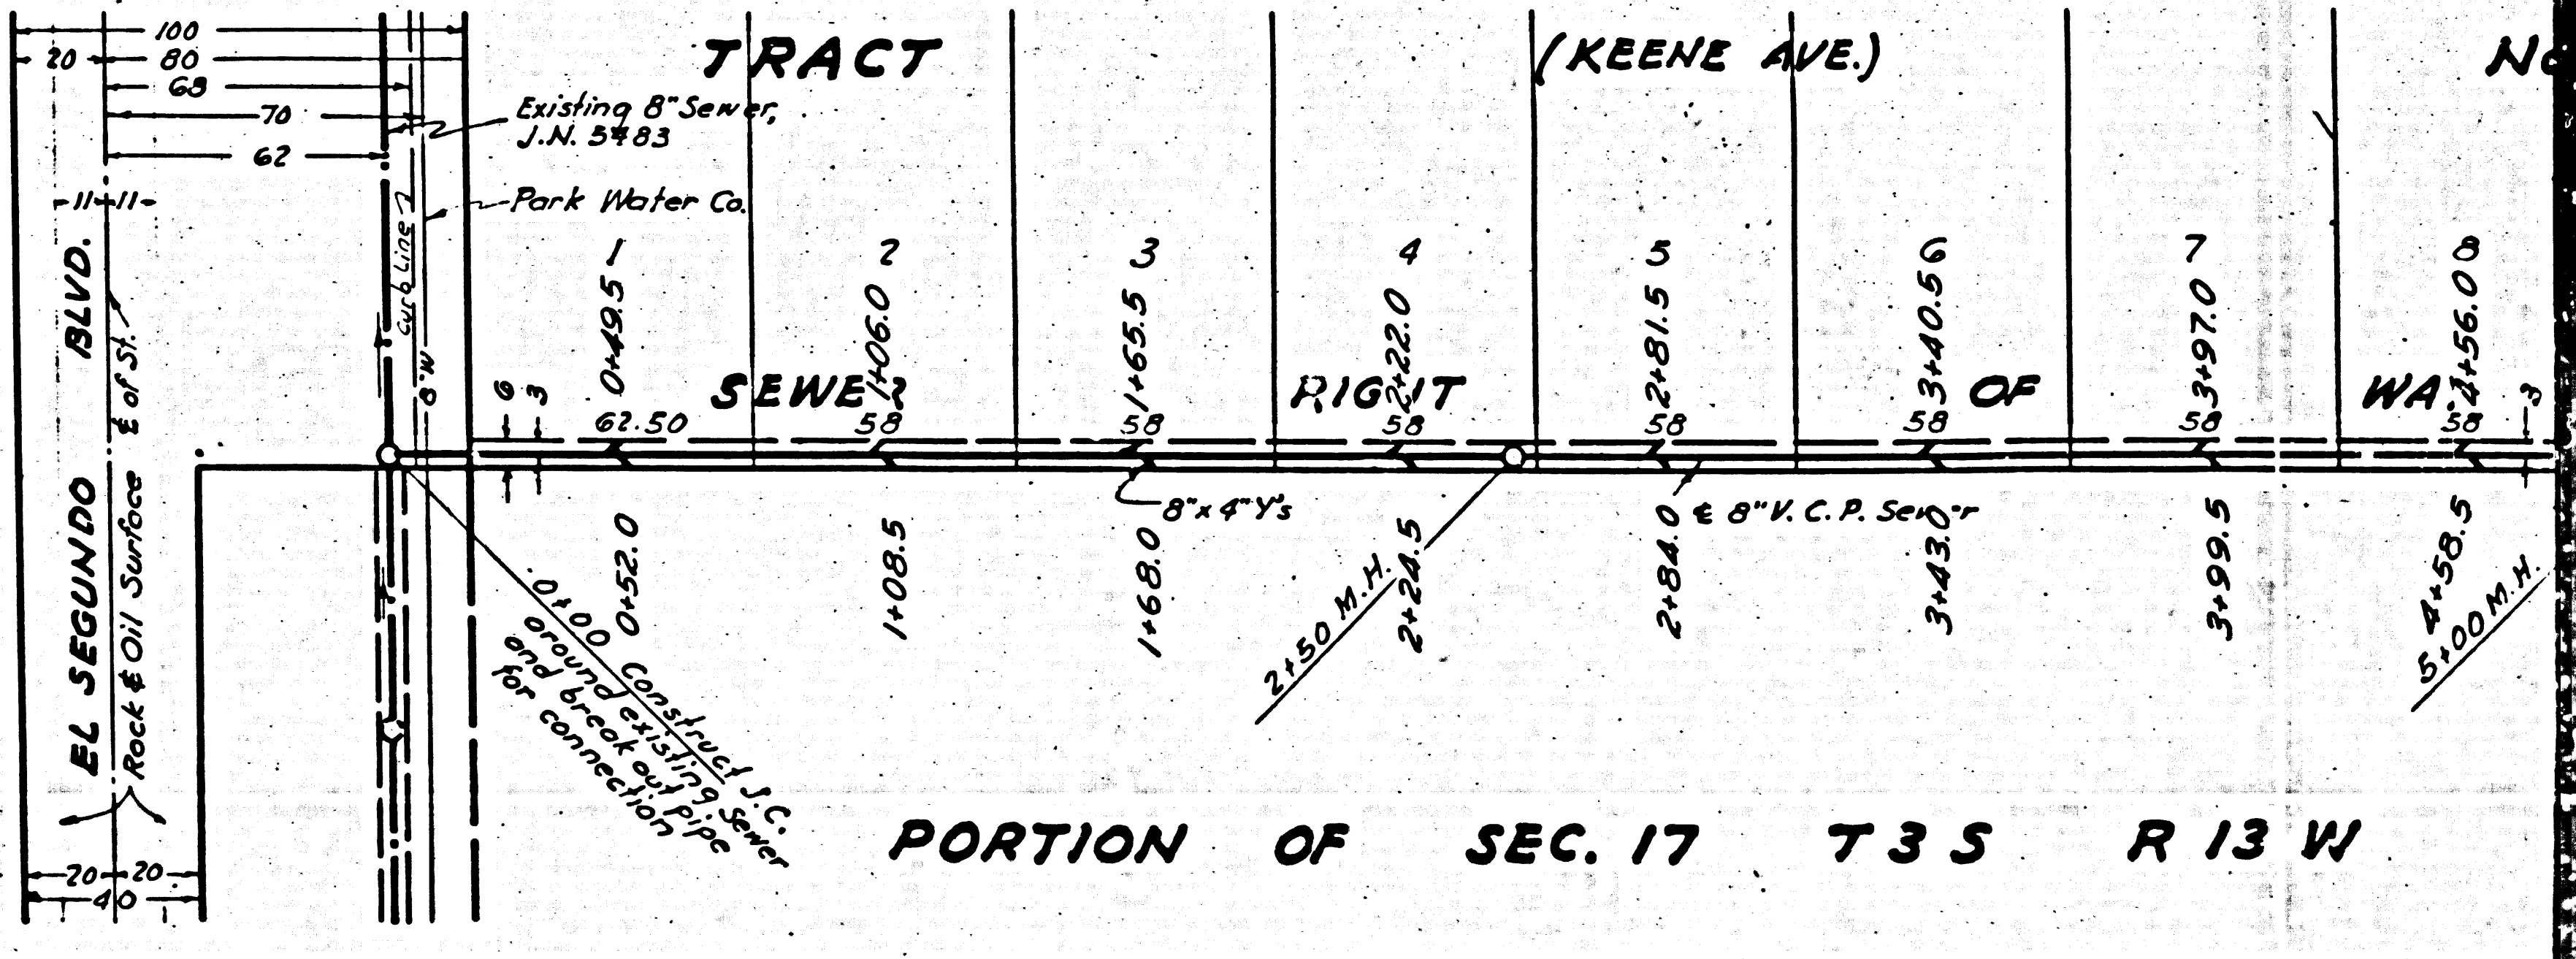 100
20 80
68
70
62
11 11
TRACT
(KEENE AVE.)
Existing 8" Sewer,
J.N. 5783
Park Water Co.
Curb Line
8"W
EL SEGUNDO BLVD.
℄ of St.
Rock & Oil Surface
1 2 3 4 5 6 7 8
0+49.5 1+06.0 1+65.5 2+22.0 2+81.5 3+40.5 3+97.0 4+56.0
6 3
SEWER RIGHT OF WAY
62.50 58 58 58 58 58 58 58
3
8"x4" Y's
℄ 8" V.C.P. Sewer
0+52.0 1+08.5 1+68.0 2+24.5 2+84.0 3+43.0 3+99.5 4+58.5
0+00 Construct J.C.
around existing Sewer
and break out pipe
for connection
2+50 M.H.
5+00 M.H.
PORTION OF SEC. 17 T 3 S R 13 W
20 20
40